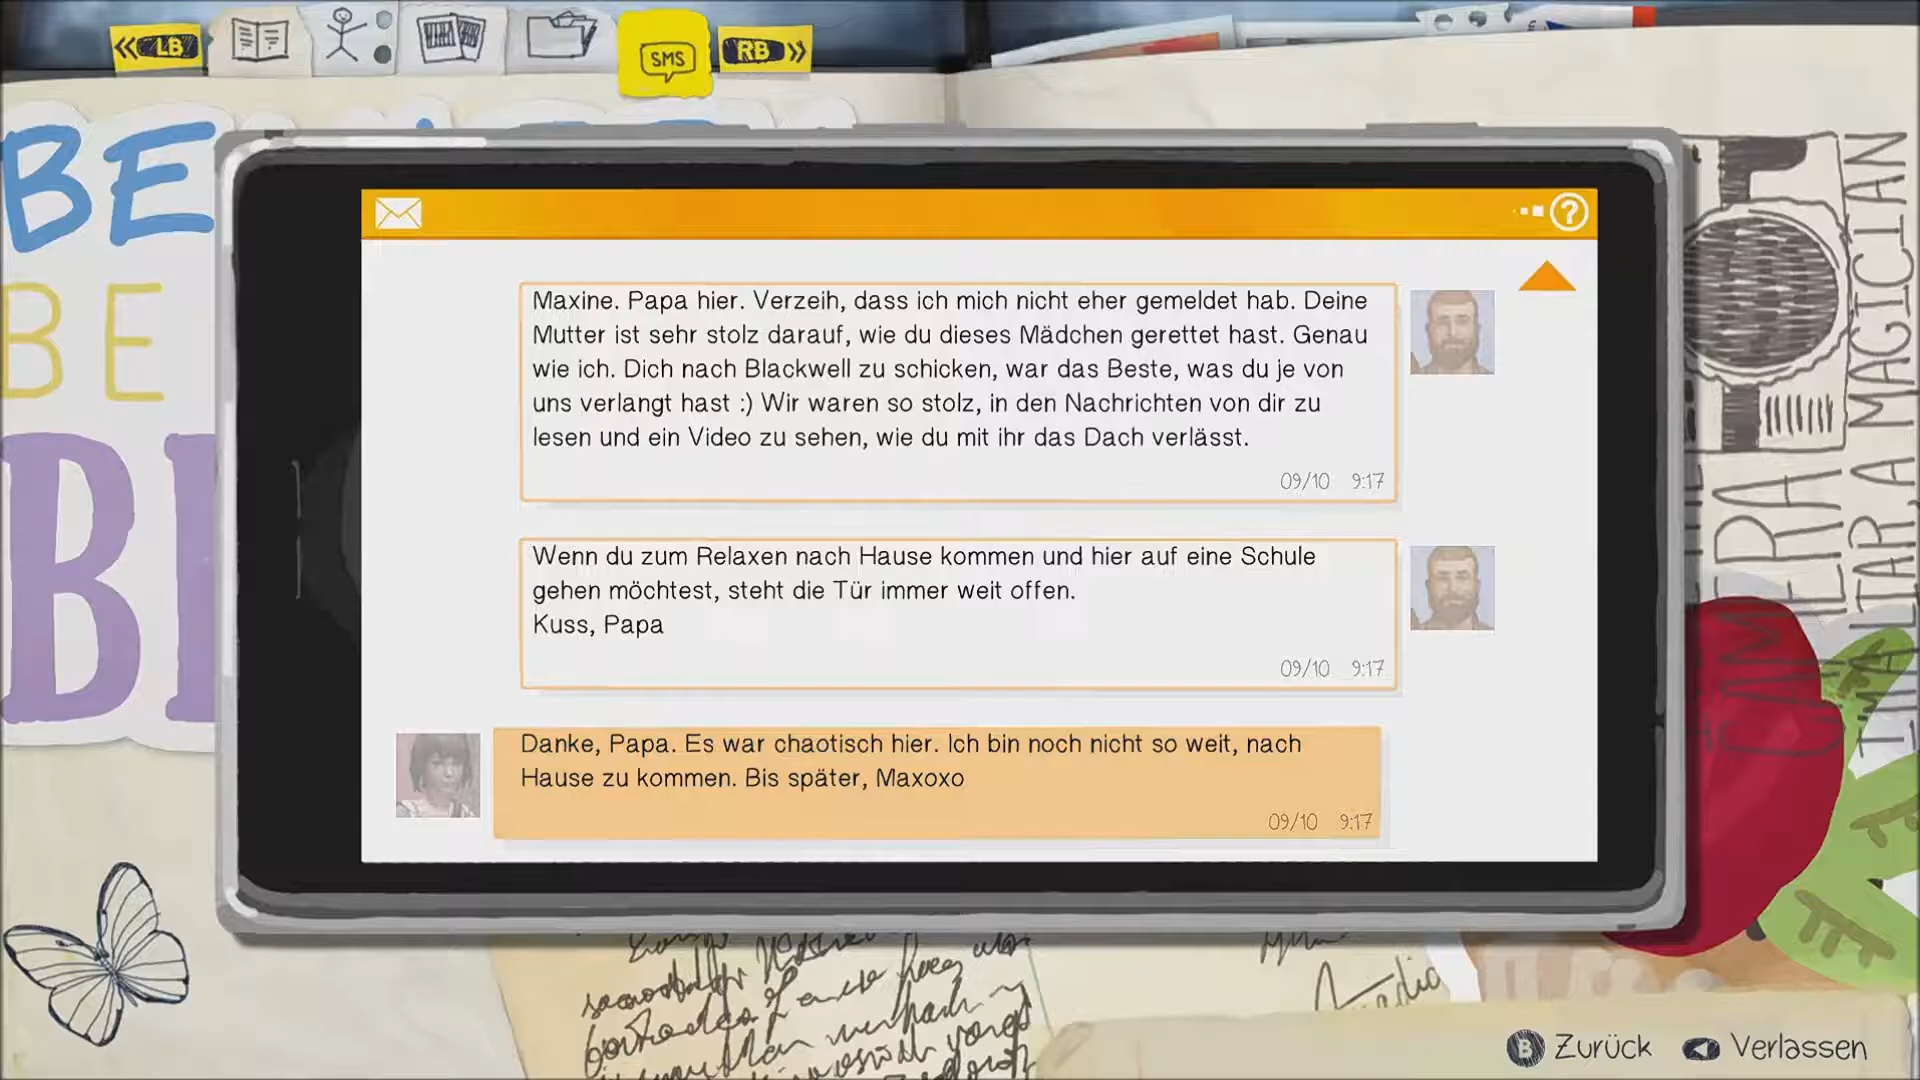 LB
SMS
RB
BE
BE
Maxine. Papa hier. Verzeih, dass ich mich nicht eher gemeldet hab. Deine
Mutter ist sehr stolz darauf, wie du dieses Mädchen gerettet hast. Genau
wie ich. Dich nach Blackwell zu schicken, war das Beste, was du je von
uns verlangt hast :) Wir waren so stolz, in den Nachrichten von dir zu
lesen und ein Video zu sehen, wie du mit ihr das Dach verlässt.
09/10 9:17
Wenn du zum Relaxen nach Hause kommen und hier auf eine Schule
gehen möchtest, steht die Tür immer weit offen.
Kuss, Papa
09/10 9:17
Danke, Papa. Es war chaotisch hier. Ich bin noch nicht so weit, nach
Hause zu kommen. Bis später, Maxoxo
09/10 9:17
MAGICIAN
B Zurück
Verlassen